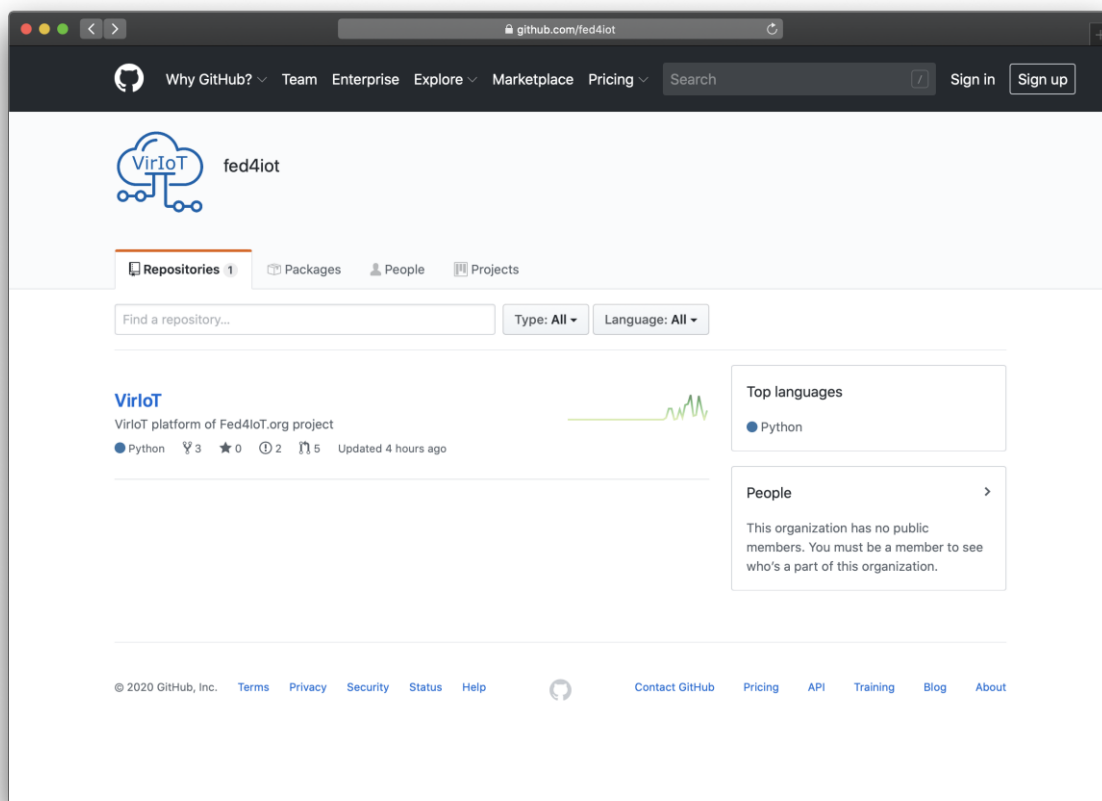 github.com/fed4iot
Why GitHub? Team Enterprise Explore Marketplace Pricing Search / Sign in Sign up
VirIoT
fed4iot
Repositories 1 Packages People Projects
Find a repository... Type: All Language: All
VirIoT
VirIoT platform of Fed4IoT.org project
Python 3 0 2 5 Updated 4 hours ago
Top languages
Python
People
This organization has no public
members. You must be a member to see
who's a part of this organization.
© 2020 GitHub, Inc. Terms Privacy Security Status Help Contact GitHub Pricing API Training Blog About